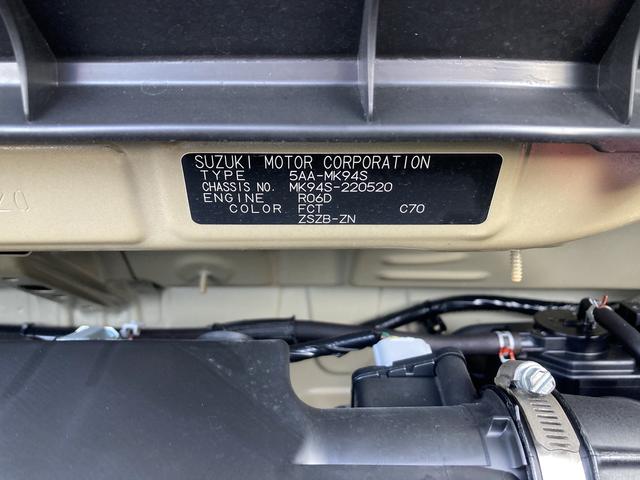 SUZUKI MOTOR CORPORATION
TYPE 5AA-MK94S
CHASSIS NO. MK94S-220520
ENGINE R06D
COLOR FCT C70
ZSZB-ZN